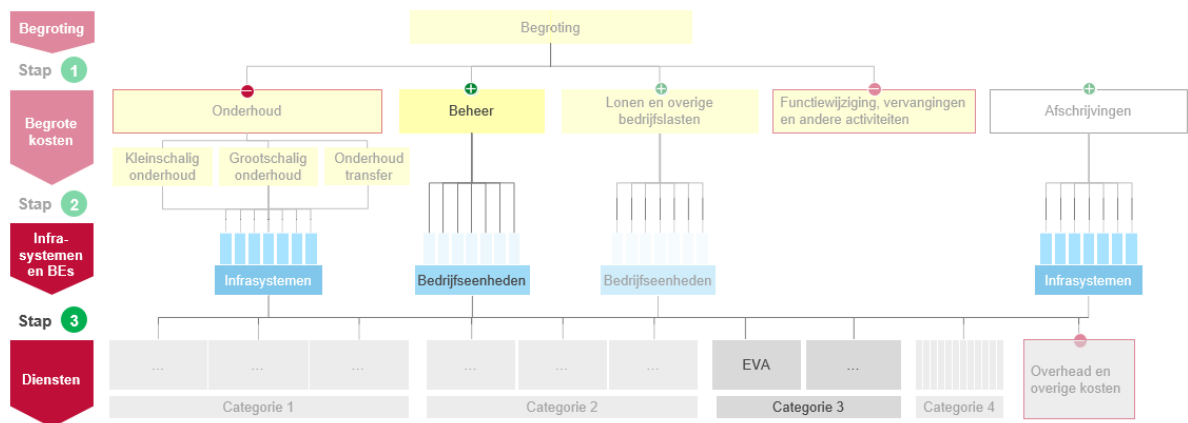 Begroting
Begroting
Stap 1
Begrote
kosten
Onderhoud
Beheer
Lonen en overige
bedrijfslasten
Functiewijziging, vervangingen
en andere activiteiten
Afschrijvingen
Kleinschalig
onderhoud
Grootschalig
onderhoud
Onderhoud
transfer
Stap 2
Infra-
systemen
en BEs
Infrasystemen
Bedrijfseenheden
Bedrijfseenheden
Infrasystemen
Stap 3
Diensten
...
...
...
...
...
...
EVA
...
Overhead en
overige kosten
Categorie 1
Categorie 2
Categorie 3
Categorie 4